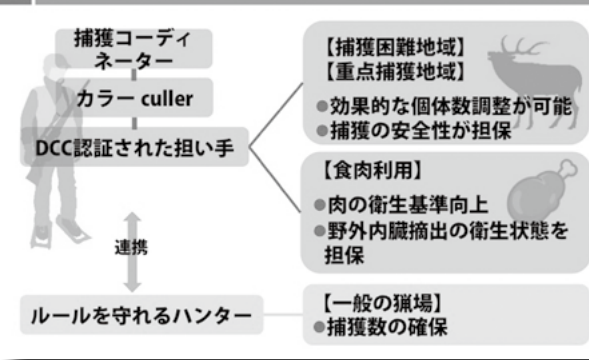 捕獲コーディ
ネーター
カラー culler
DCC認証された担い手
連携
ルールを守れるハンター
【捕獲困難地域】
【重点捕獲地域】
●効果的な個体数調整が可能
●捕獲の安全性が担保
【食肉利用】
●肉の衛生基準向上
●野外内臓摘出の衛生状態を
担保
【一般の猟場】
●捕獲数の確保